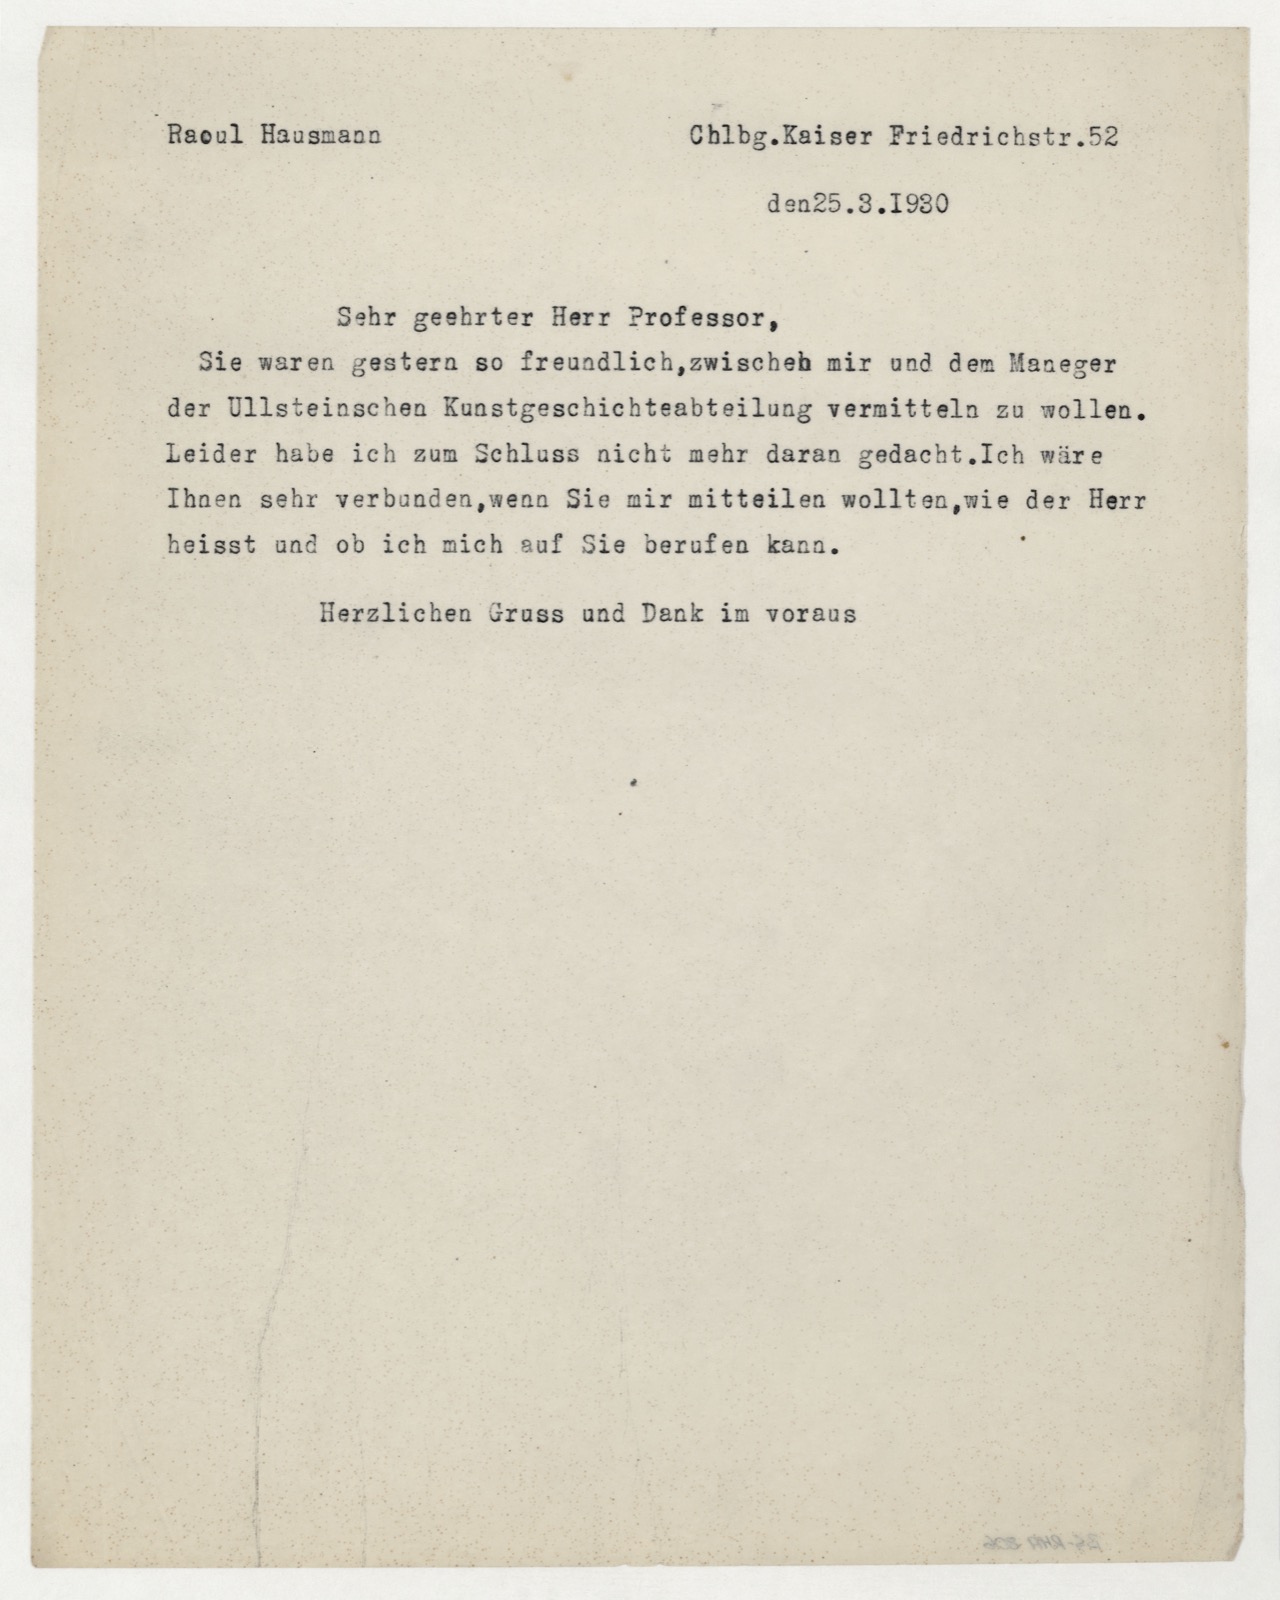 Raoul Hausmann Chlbg.Kaiser Friedrichstr.52
den25.3.I930
Sehr geehrter Herr Professor,
Sie waren gestern so freundlich,zwischeh mir und dem Maneger
der Ullsteinschen Kunstgeschichteabteilung vermitteln zu wollen.
Leider habe ich zum Schluss nicht mehr daran gedacht.Ich wäre
Ihnen sehr verbunden,wenn Sie mir mitteilen wollten,wie der Herr
heisst und ob ich mich auf Sie berufen kann.
Herzlichen Gruss und Dank im voraus